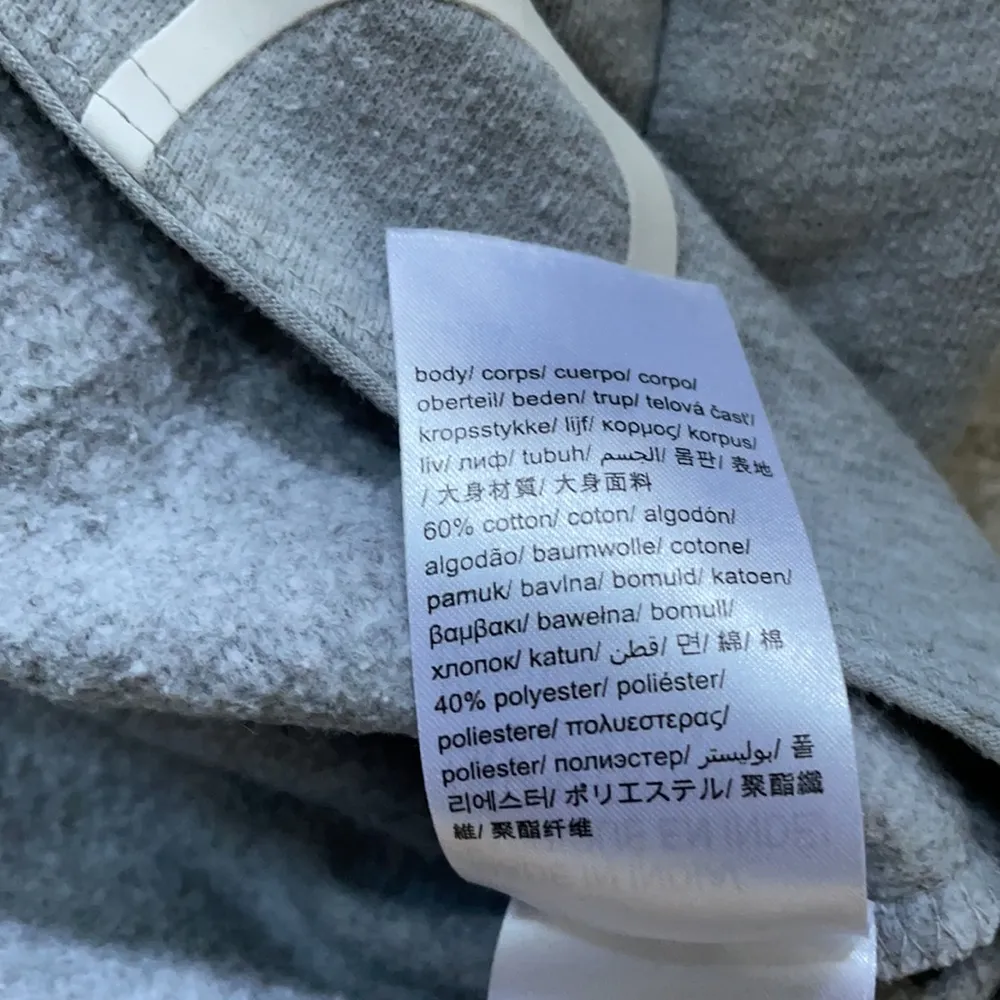 body/ corps/ cuerpo/ corpo/
oberteil/ beden/ trup/ telová časť/
kropsstykke/ lijf/ κορμος/ korpus/
liv/ лиф/ tubuh/ الجسم/ 몸판/ 表地
/ 大身材質/ 大身面料
60% cotton/ coton/ algodón/
algodão/ baumwolle/ cotone/
pamuk/ bavlna/ bomuld/ katoen/
βαμβακι/ bawełna/ bomull/
хлопок/ katun/ قطن/ 면/ 綿/ 棉
40% polyester/ poliéster/
poliestere/ πολυεστερας/
poliester/ полиэстер/ بوليستر/ 폴
리에스터/ ポリエステル/ 聚酯纖
維/ 聚酯纤维